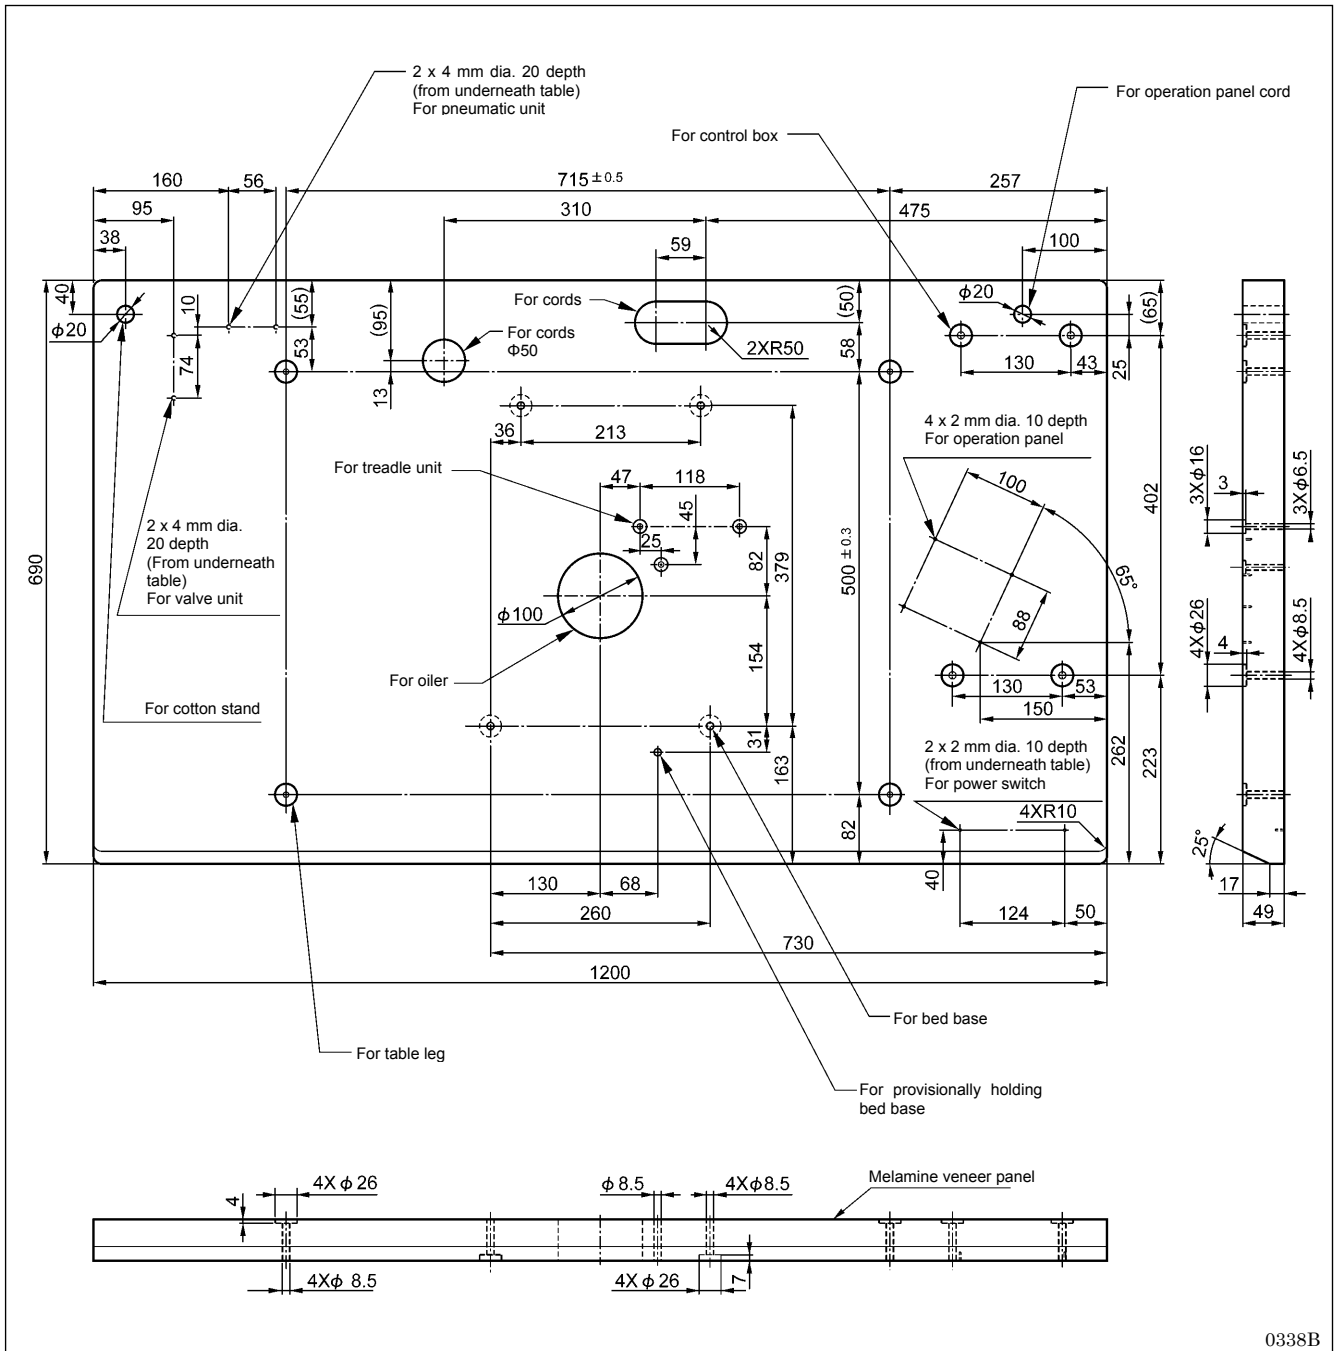 2 x 4 mm dia. 20 depth
(from underneath table)
For pneumatic unit
For operation panel cord
For control box
160
56
715 ± 0.5
257
95
310
475
38
59
100
40
10
(55)
(95)
For cords
(50)
φ20
(65)
φ20
53
For cords
Φ50
2XR50
58
130
43
25
74
13
36
213
4 x 2 mm dia. 10 depth
For operation panel
For treadle unit
47
118
100
402
3
3Xφ16
3Xφ6.5
45
25
2 x 4 mm dia.
20 depth
(From underneath
table)
For valve unit
690
82
379
500 ± 0.3
65°
φ100
88
154
4
4Xφ26
4Xφ8.5
For oiler
130
53
For cotton stand
150
31
163
2 x 2 mm dia. 10 depth
(from underneath table)
For power switch
262
223
4XR10
82
40
25°
130
68
17
260
124
50
49
730
1200
For bed base
For table leg
For provisionally holding
bed base
Melamine veneer panel
4
4X φ 26
φ 8.5
4Xφ8.5
4Xφ 8.5
4X φ 26
7
0338B